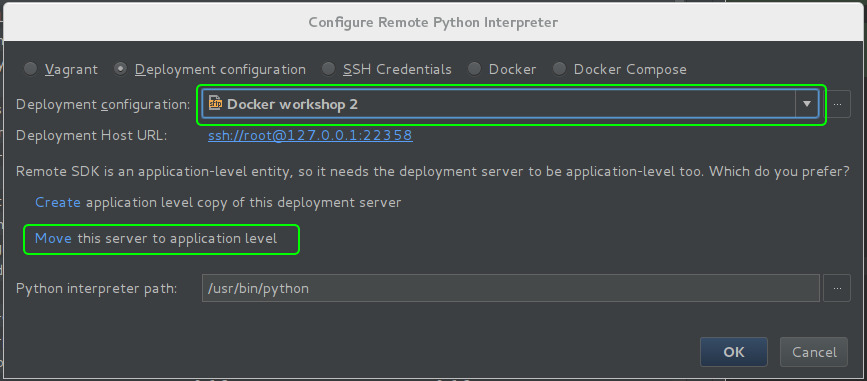 Configure Remote Python Interpreter
Vagrant Deployment configuration SSH Credentials Docker Docker Compose
Deployment configuration: Docker workshop 2 ...
Deployment Host URL: ssh://root@127.0.0.1:22358
Remote SDK is an application-level entity, so it needs the deployment server to be application-level too. Which do you prefer?
Create application level copy of this deployment server
Move this server to application level
Python interpreter path: /usr/bin/python ...
OK Cancel